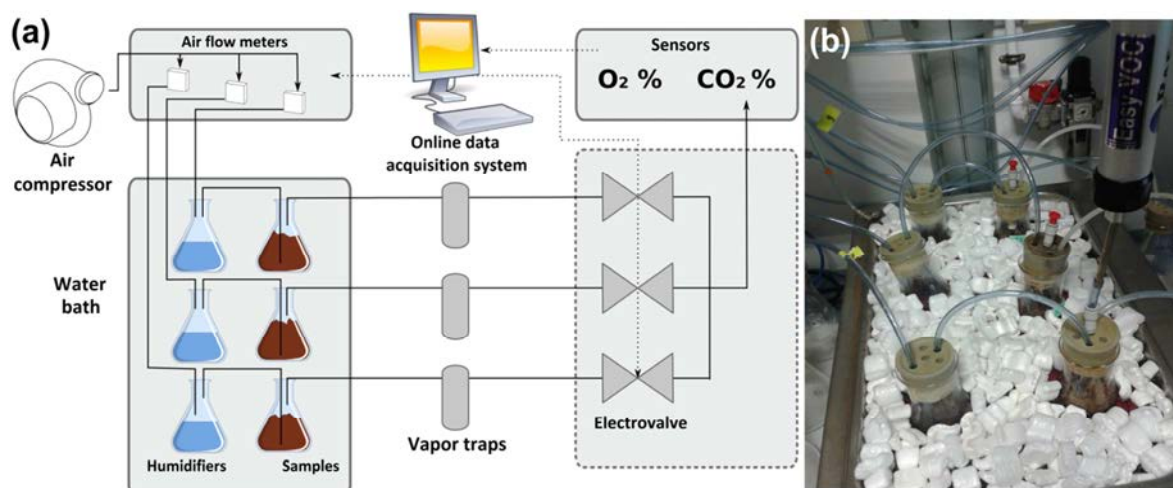 (a)
Air flow meters
Sensors
O₂ %
CO₂ %
Air
compressor
Online data
acquisition system
Water
bath
Humidifiers
Samples
Vapor traps
Electrovalve
(b)
Easy-VOC